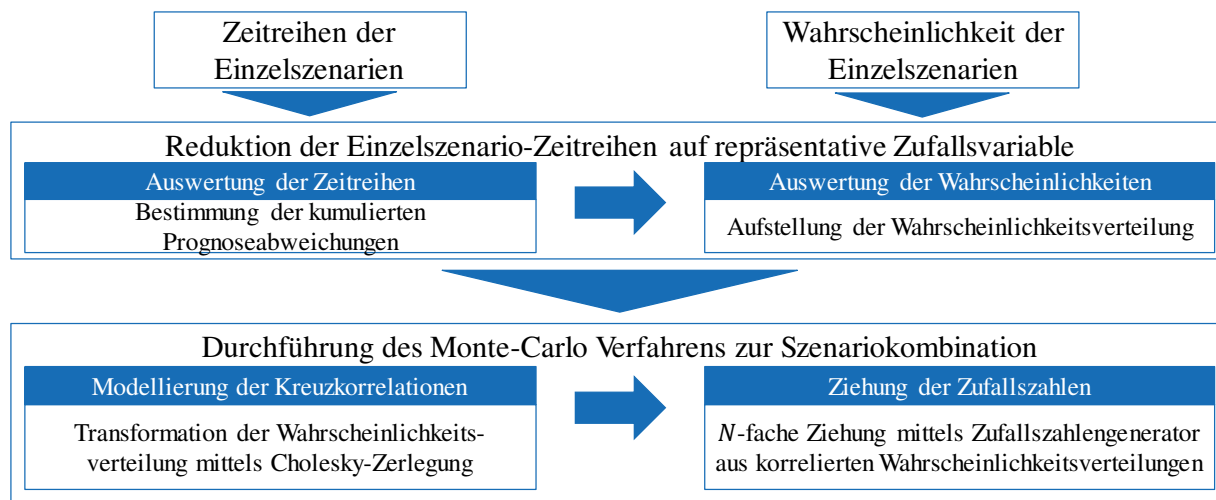 Zeitreihen der
Einzelszenarien
Wahrscheinlichkeit der
Einzelszenarien
Reduktion der Einzelszenario-Zeitreihen auf repräsentative Zufallsvariable
Auswertung der Zeitreihen
Bestimmung der kumulierten
Prognoseabweichungen
Auswertung der Wahrscheinlichkeiten
Aufstellung der Wahrscheinlichkeitsverteilung
Durchführung des Monte-Carlo Verfahrens zur Szenariokombination
Modellierung der Kreuzkorrelationen
Transformation der Wahrscheinlichkeits-
verteilung mittels Cholesky-Zerlegung
Ziehung der Zufallszahlen
N-fache Ziehung mittels Zufallszahlengenerator
aus korrelierten Wahrscheinlichkeitsverteilungen